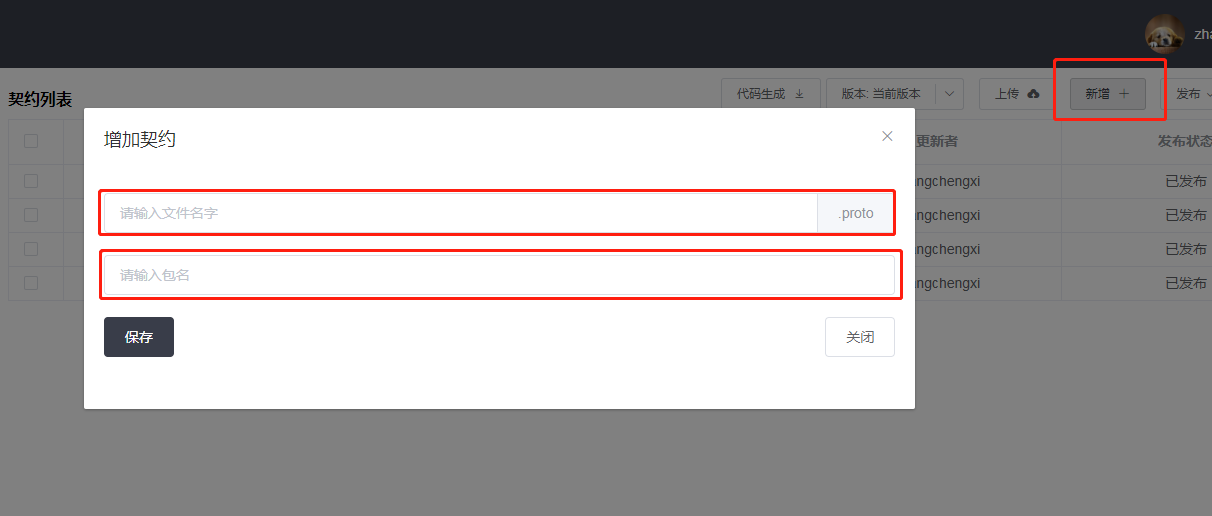 zha
契约列表
代码生成
版本: 当前版本
上传
新增
发布
增加契约
更新者
发布状态
请输入文件名字
.proto
ngchengxi
已发布
ngchengxi
已发布
请输入包名
ngchengxi
已发布
ngchengxi
已发布
保存
关闭